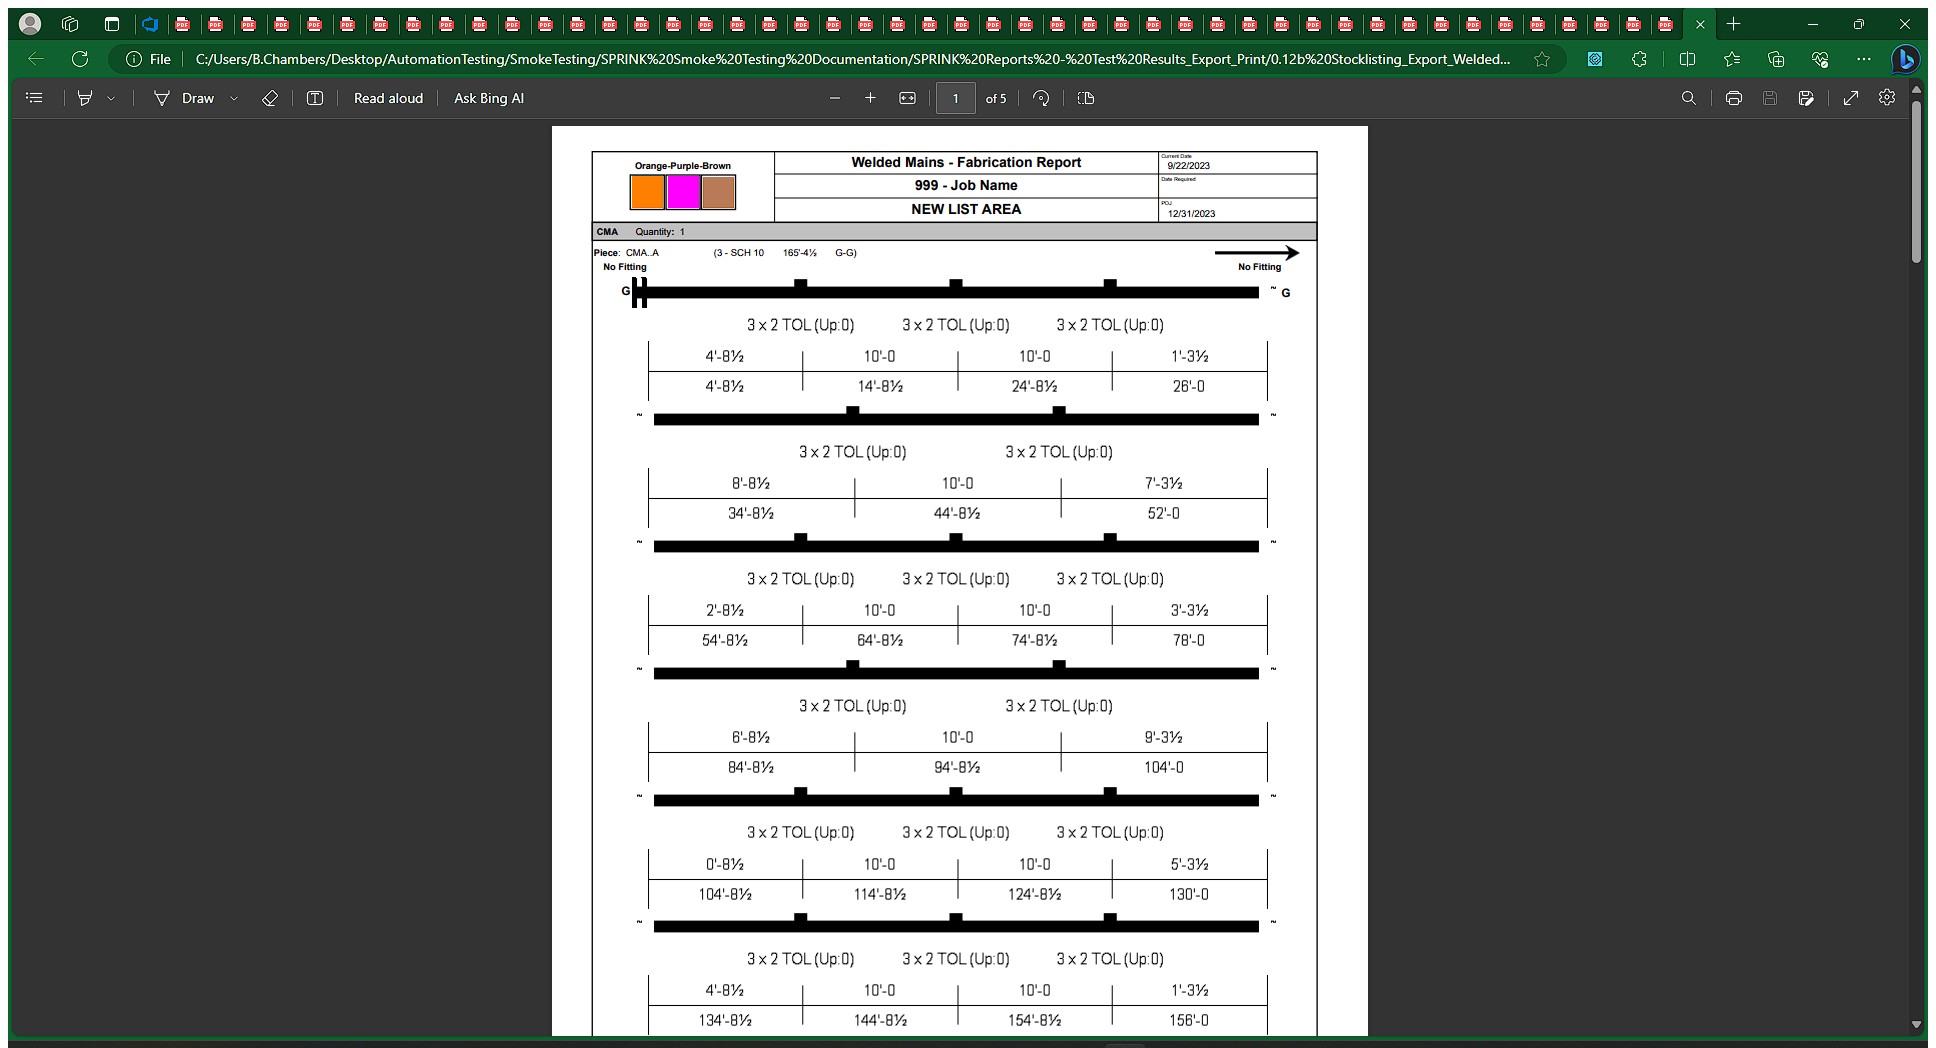 File C:/Users/B.Chambers/Desktop/AutomationTesting/SmokeTesting/SPRINK%20Smoke%20Testing%20Documentation/SPRINK%20Reports%20-%20Test%20Results_Export_Print/0.12b%20Stocklisting_Export_Welded...
Draw Read aloud Ask Bing AI 1 of 5
Orange-Purple-Brown
Welded Mains - Fabrication Report
999 - Job Name
NEW LIST AREA
Current Date
9/22/2023
Date Required
POJ
12/31/2023
CMA Quantity: 1
Piece: CMA..A (3 - SCH 10 165'-4½ G-G)
No Fitting No Fitting
G ~ G
3 x 2 TOL (Up:0) 3 x 2 TOL (Up:0) 3 x 2 TOL (Up:0)
4'-8½ 10'-0 10'-0 1'-3½
4'-8½ 14'-8½ 24'-8½ 26'-0
~ ~
3 x 2 TOL (Up:0) 3 x 2 TOL (Up:0)
8'-8½ 10'-0 7'-3½
34'-8½ 44'-8½ 52'-0
~ ~
3 x 2 TOL (Up:0) 3 x 2 TOL (Up:0) 3 x 2 TOL (Up:0)
2'-8½ 10'-0 10'-0 3'-3½
54'-8½ 64'-8½ 74'-8½ 78'-0
~ ~
3 x 2 TOL (Up:0) 3 x 2 TOL (Up:0)
6'-8½ 10'-0 9'-3½
84'-8½ 94'-8½ 104'-0
~ ~
3 x 2 TOL (Up:0) 3 x 2 TOL (Up:0) 3 x 2 TOL (Up:0)
0'-8½ 10'-0 10'-0 5'-3½
104'-8½ 114'-8½ 124'-8½ 130'-0
~ ~
3 x 2 TOL (Up:0) 3 x 2 TOL (Up:0) 3 x 2 TOL (Up:0)
4'-8½ 10'-0 10'-0 1'-3½
134'-8½ 144'-8½ 154'-8½ 156'-0